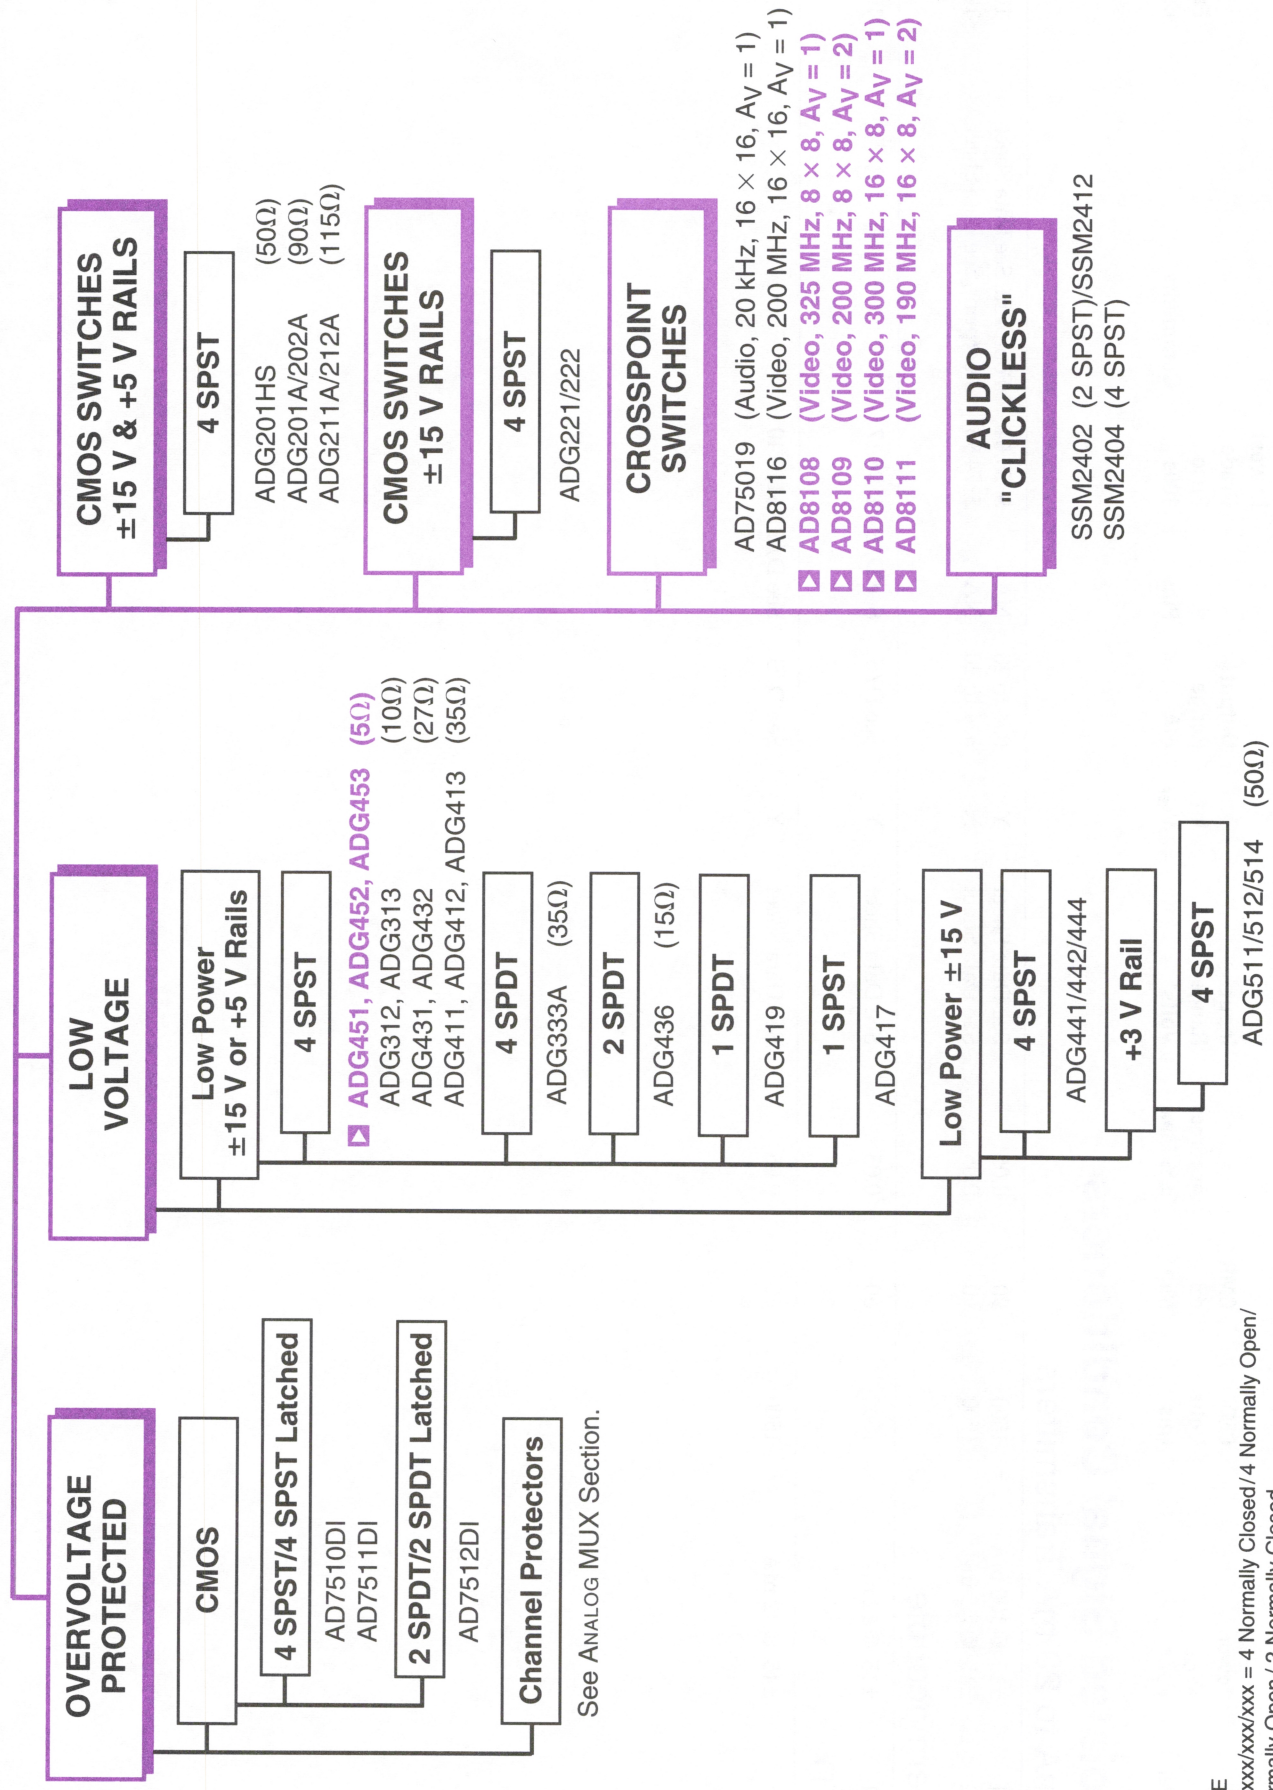 OVERVOLTAGE
PROTECTED
CMOS
4 SPST/4 SPST Latched
AD7510DI
AD7511DI
2 SPDT/2 SPDT Latched
AD7512DI
Channel Protectors
See ANALOG MUX Section.
LOW
VOLTAGE
Low Power
±15 V or +5 V Rails
4 SPST
ADG451, ADG452, ADG453 (5Ω)
ADG312, ADG313 (10Ω)
ADG431, ADG432 (27Ω)
ADG411, ADG412, ADG413 (35Ω)
4 SPDT
ADG333A (35Ω)
2 SPDT
ADG436 (15Ω)
1 SPDT
ADG419
1 SPST
ADG417
Low Power ±15 V
4 SPST
ADG441/442/444
+3 V Rail
4 SPST
ADG511/512/514 (50Ω)
CMOS SWITCHES
±15 V & +5 V RAILS
4 SPST
ADG201HS (50Ω)
ADG201A/202A (90Ω)
ADG211A/212A (115Ω)
CMOS SWITCHES
±15 V RAILS
4 SPST
ADG221/222
CROSSPOINT
SWITCHES
AD75019 (Audio, 20 kHz, 16 × 16, AV = 1)
AD8116 (Video, 200 MHz, 16 × 16, AV = 1)
AD8108 (Video, 325 MHz, 8 × 8, AV = 1)
AD8109 (Video, 200 MHz, 8 × 8, AV = 2)
AD8110 (Video, 300 MHz, 16 × 8, AV = 1)
AD8111 (Video, 190 MHz, 16 × 8, AV = 2)
AUDIO
"CLICKLESS"
SSM2402 (2 SPST)/SSM2412
SSM2404 (4 SPST)
E
xxx/xxx/xxx = 4 Normally Closed/4 Normally Open/
Open/2 Normally Closed